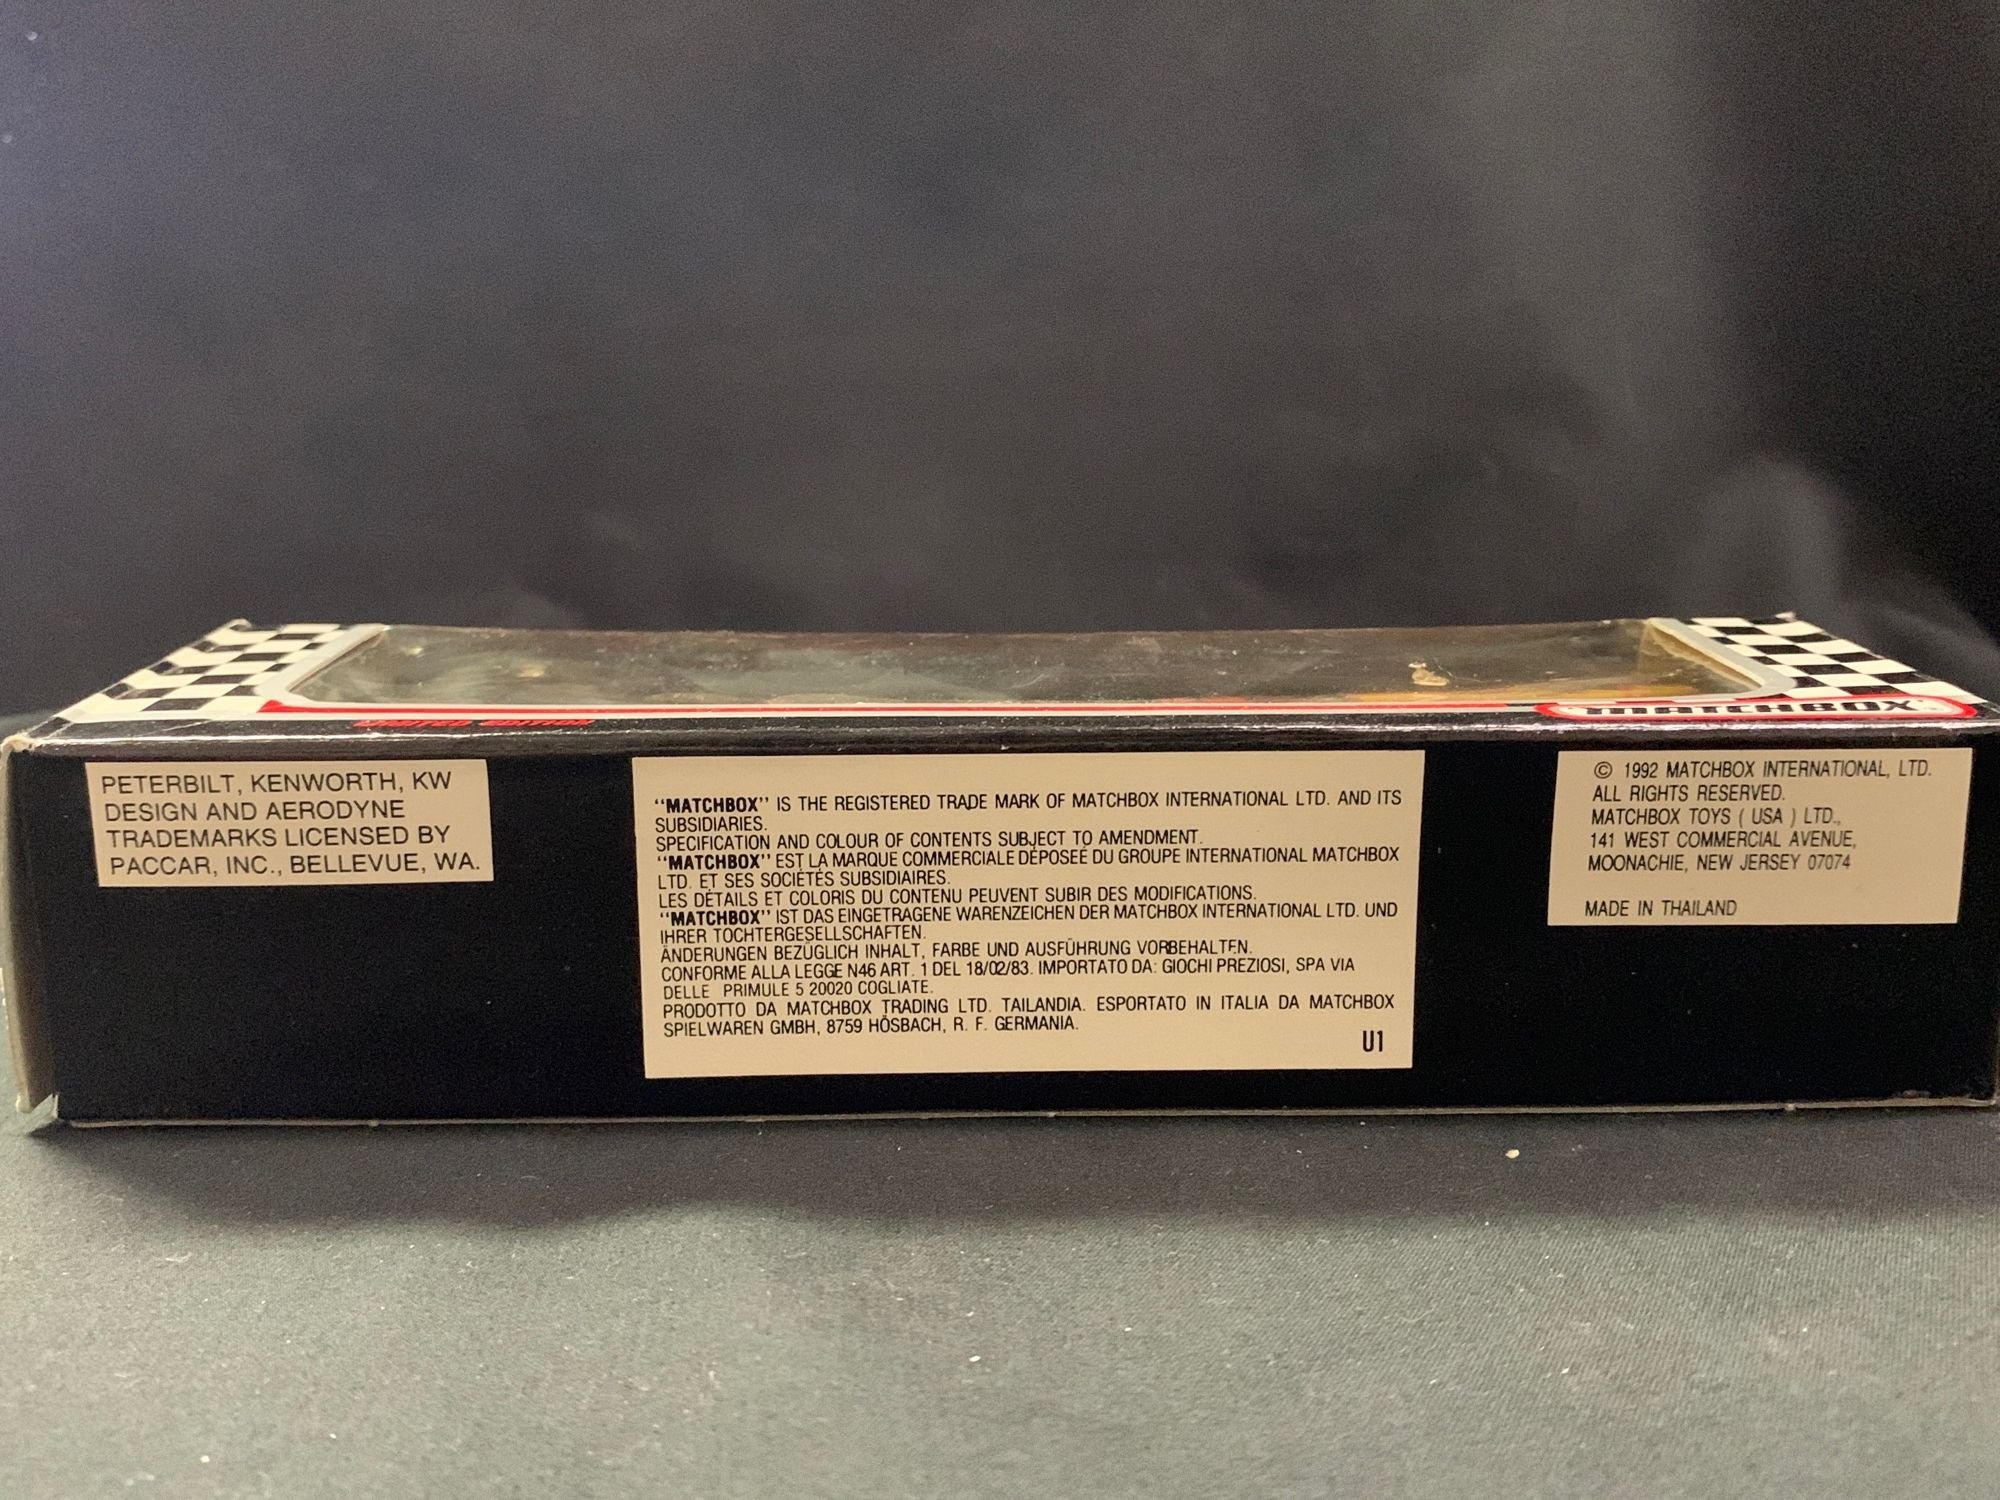 LIMITED EDITION
MATCHBOX
PETERBILT, KENWORTH, KW
DESIGN AND AERODYNE
TRADEMARKS LICENSED BY
PACCAR, INC., BELLEVUE, WA.
"MATCHBOX" IS THE REGISTERED TRADE MARK OF MATCHBOX INTERNATIONAL LTD. AND ITS
SUBSIDIARIES.
SPECIFICATION AND COLOUR OF CONTENTS SUBJECT TO AMENDMENT.
"MATCHBOX" EST LA MARQUE COMMERCIALE DÉPOSEÉ DU GROUPE INTERNATIONAL MATCHBOX
LTD. ET SES SOCIÉTÉS SUBSIDIAIRES.
LES DÉTAILS ET COLORIS DU CONTENU PEUVENT SUBIR DES MODIFICATIONS.
"MATCHBOX" IST DAS EINGETRAGENE WARENZEICHEN DER MATCHBOX INTERNATIONAL LTD. UND
IHRER TOCHTERGESELLSCHAFTEN.
ÄNDERUNGEN BEZÜGLICH INHALT, FARBE UND AUSFÜHRUNG VORBEHALTEN.
CONFORME ALLA LEGGE N46 ART. 1 DEL 18/02/83. IMPORTATO DA: GIOCHI PREZIOSI, SPA VIA
DELLE PRIMULE 5 20020 COGLIATE.
PRODOTTO DA MATCHBOX TRADING LTD. TAILANDIA. ESPORTATO IN ITALIA DA MATCHBOX
SPIELWAREN GMBH, 8759 HÖSBACH, R. F. GERMANIA.
U1
© 1992 MATCHBOX INTERNATIONAL, LTD.
ALL RIGHTS RESERVED.
MATCHBOX TOYS ( USA ) LTD.,
141 WEST COMMERCIAL AVENUE,
MOONACHIE, NEW JERSEY 07074
MADE IN THAILAND